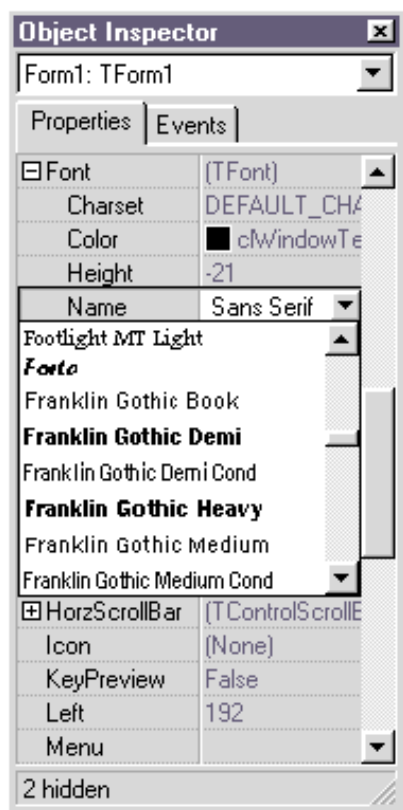 Object Inspector
Form1: TForm1
Properties Events
Font (TFont)
Charset DEFAULT_CHA
Color clWindowTe
Height -21
Name Sans Serif
Footlight MT Light
Forte
Franklin Gothic Book
Franklin Gothic Demi
Franklin Gothic Demi Cond
Franklin Gothic Heavy
Franklin Gothic Medium
Franklin Gothic Medium Cond
HorzScrollBar (TControlScrollE
Icon (None)
KeyPreview False
Left 192
Menu
2 hidden